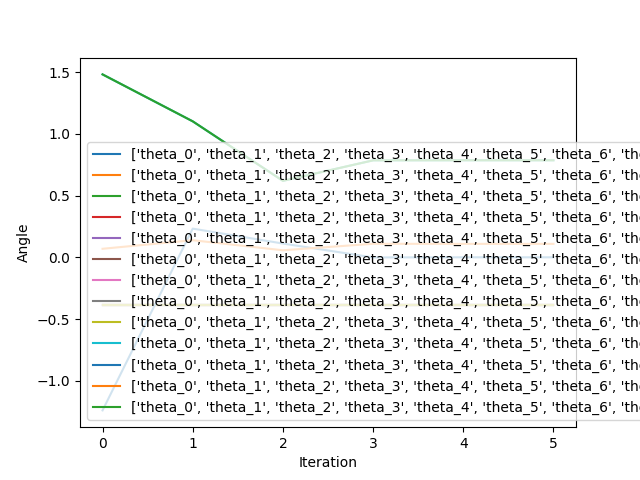 1.5
1.0
0.5
0.0
−0.5
−1.0
Angle
['theta_0', 'theta_1', 'theta_2', 'theta_3', 'theta_4', 'theta_5', 'theta_6', 'the
['theta_0', 'theta_1', 'theta_2', 'theta_3', 'theta_4', 'theta_5', 'theta_6', 'the
['theta_0', 'theta_1', 'theta_2', 'theta_3', 'theta_4', 'theta_5', 'theta_6', 'the
['theta_0', 'theta_1', 'theta_2', 'theta_3', 'theta_4', 'theta_5', 'theta_6', 'the
['theta_0', 'theta_1', 'theta_2', 'theta_3', 'theta_4', 'theta_5', 'theta_6', 'the
['theta_0', 'theta_1', 'theta_2', 'theta_3', 'theta_4', 'theta_5', 'theta_6', 'the
['theta_0', 'theta_1', 'theta_2', 'theta_3', 'theta_4', 'theta_5', 'theta_6', 'the
['theta_0', 'theta_1', 'theta_2', 'theta_3', 'theta_4', 'theta_5', 'theta_6', 'the
['theta_0', 'theta_1', 'theta_2', 'theta_3', 'theta_4', 'theta_5', 'theta_6', 'the
['theta_0', 'theta_1', 'theta_2', 'theta_3', 'theta_4', 'theta_5', 'theta_6', 'the
['theta_0', 'theta_1', 'theta_2', 'theta_3', 'theta_4', 'theta_5', 'theta_6', 'the
['theta_0', 'theta_1', 'theta_2', 'theta_3', 'theta_4', 'theta_5', 'theta_6', 'the
['theta_0', 'theta_1', 'theta_2', 'theta_3', 'theta_4', 'theta_5', 'theta_6', 'the
0 1 2 3 4 5
Iteration